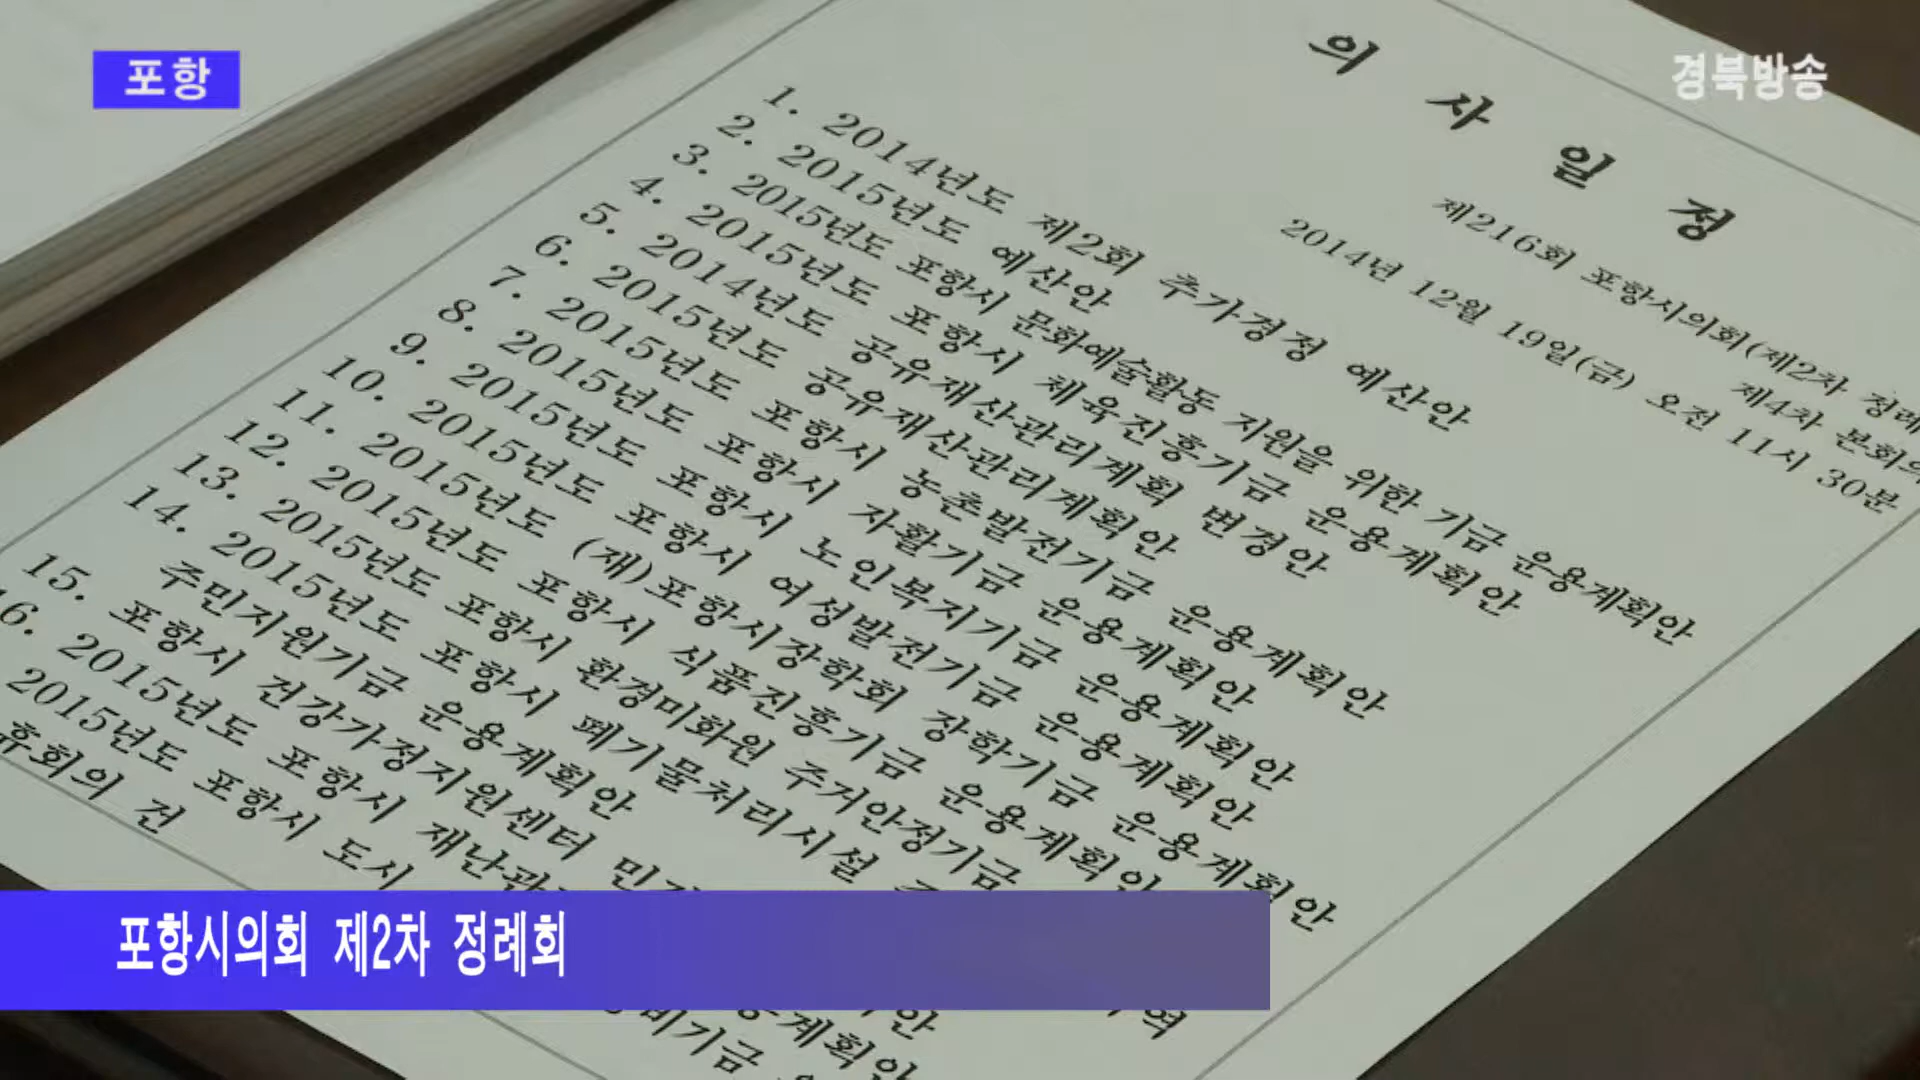 포항
경북방송
의 사 일 정
제216회 포항시의회(제2차 정례
제4차 본회의
2014년 12월 19일(금) 오전 11시 30분
1. 2014년도 제2회 추가경정 예산안
2. 2015년도 예산안
3. 2015년도 포항시 문화예술활동 지원을 위한 기금 운용계획안
4. 2015년도 포항시 체육진흥기금 운용계획안
5. 2014년도 공유재산관리계획 변경안
6. 2015년도 공유재산관리계획안
7. 2015년도 포항시 농촌발전기금 운용계획안
8. 2015년도 포항시 자활기금 운용계획안
9. 2015년도 포항시 노인복지기금 운용계획안
10. 2015년도 포항시 여성발전기금 운용계획안
11. 2015년도 (재)포항시장학회 장학기금 운용계획안
12. 2015년도 포항시 식품진흥기금 운용계획안
13. 2015년도 포항시 환경미화원 주거안정기금
14. 2015년도 포항시 폐기물처리시설
주민지원기금 운용계획안
15. 포항시 건강가정지원센터
16. 2015년도 포항시
2015년도 포항시 도시
휴회의 건
포항시의회 제2차 정례회